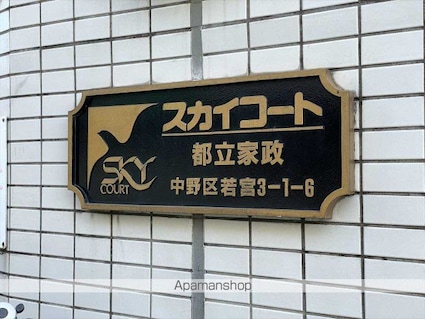 スカイコート
都立家政
SKY
COURT
中野区若宮3-1-6
Apamanshop